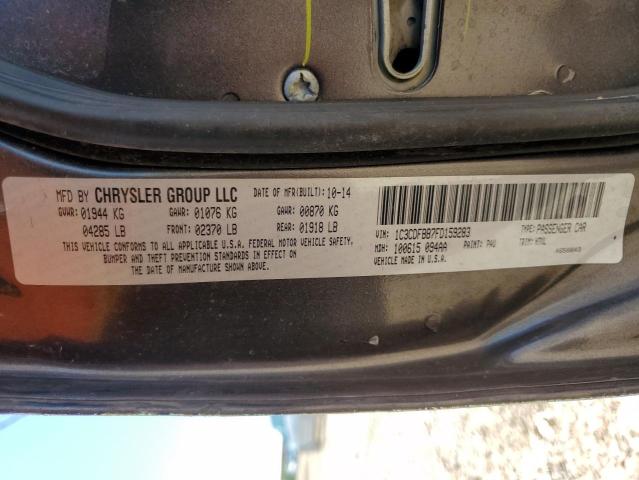 MFD BY CHRYSLER GROUP LLC DATE OF MFR(BUILT): 10-14
GVWR: 01944 KG GAWR: 01076 KG GAWR: 00870 KG
04285 LB FRONT: 02370 LB REAR: 01918 LB
THIS VEHICLE CONFORMS TO ALL APPLICABLE U.S.A. FEDERAL MOTOR VEHICLE SAFETY,
BUMPER AND THEFT PREVENTION STANDARDS IN EFFECT ON
THE DATE OF MANUFACTURE SHOWN ABOVE.
VIN: 1C3CDFBB7FD159283 TYPE: PASSENGER CAR
MDH: 100615 094AA PAINT: PAU TRIM:
VEHICLE MADE IN U.S.A.